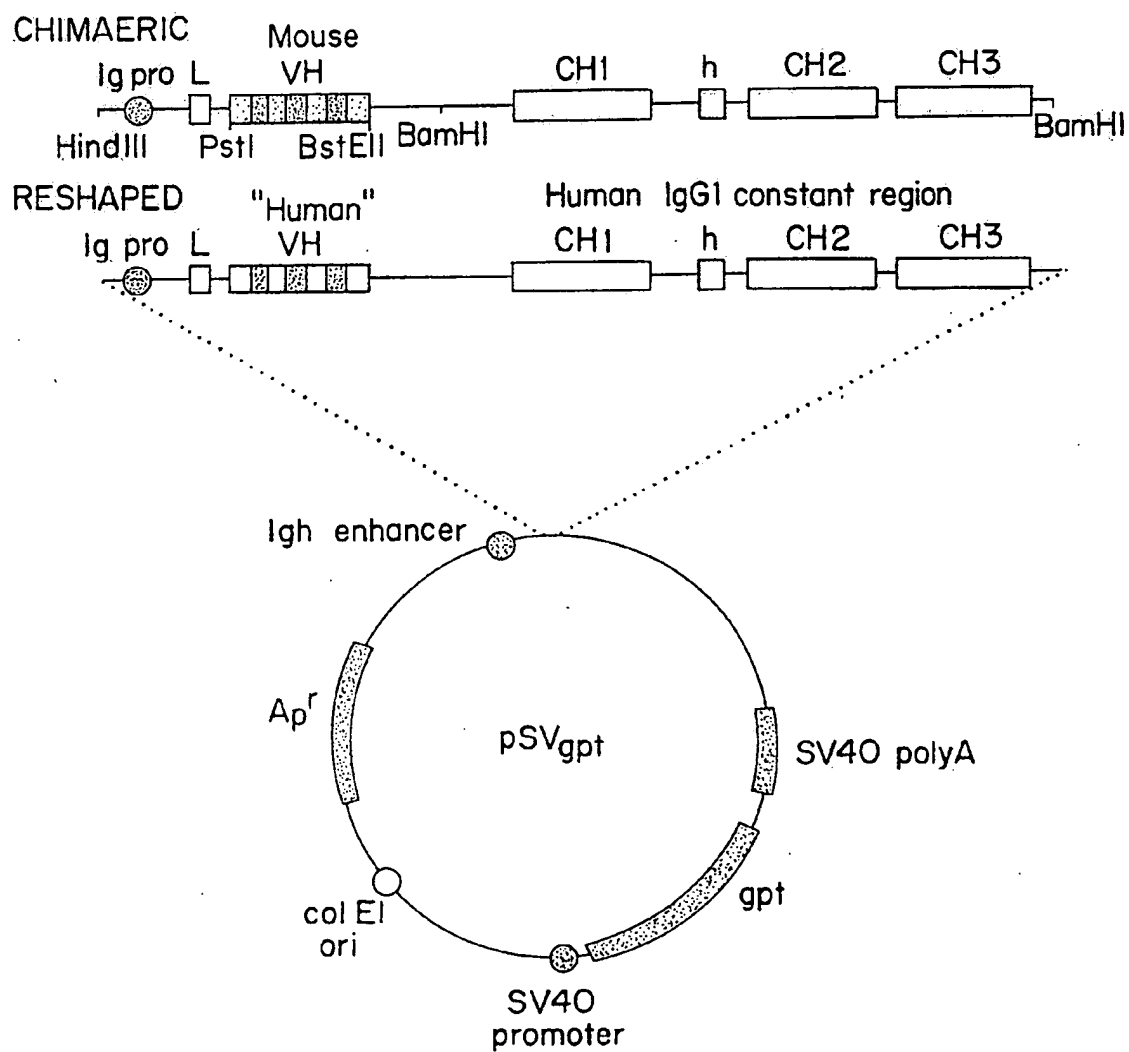 CHIMAERIC
Mouse
Ig pro L VH CH1 h CH2 CH3
HindIII PstI BstEII BamHI BamHI
RESHAPED "Human" Human IgG1 constant region
Ig pro L VH CH1 h CH2 CH3
Igh enhancer
Apʳ
pSVgpt
SV40 polyA
gpt
col EI
ori
SV40
promoter